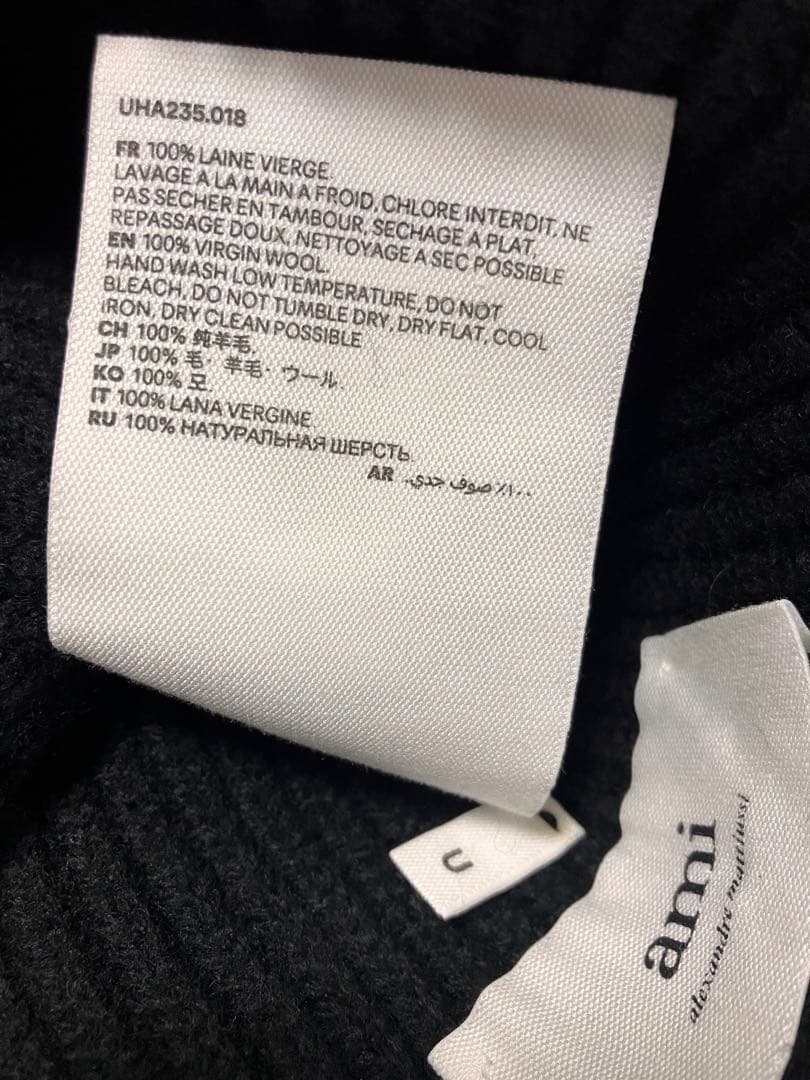 UHA235.018
FR 100% LAINE VIERGE.
LAVAGE A LA MAIN A FROID, CHLORE INTERDIT, NE
PAS SECHER EN TAMBOUR, SECHAGE A PLAT,
REPASSAGE DOUX, NETTOYAGE A SEC POSSIBLE
EN 100% VIRGIN WOOL.
HAND WASH LOW TEMPERATURE, DO NOT
BLEACH, DO NOT TUMBLE DRY, DRY FLAT, COOL
IRON, DRY CLEAN POSSIBLE
CH 100% 纯羊毛.
JP 100% 毛・羊毛・ウール.
KO 100% 모.
IT 100% LANA VERGINE
RU 100% НАТУРАЛЬНАЯ ШЕРСТЬ.
AR ١٠٠٪ صوف جدي.
U
ami
alexandre mattiussi